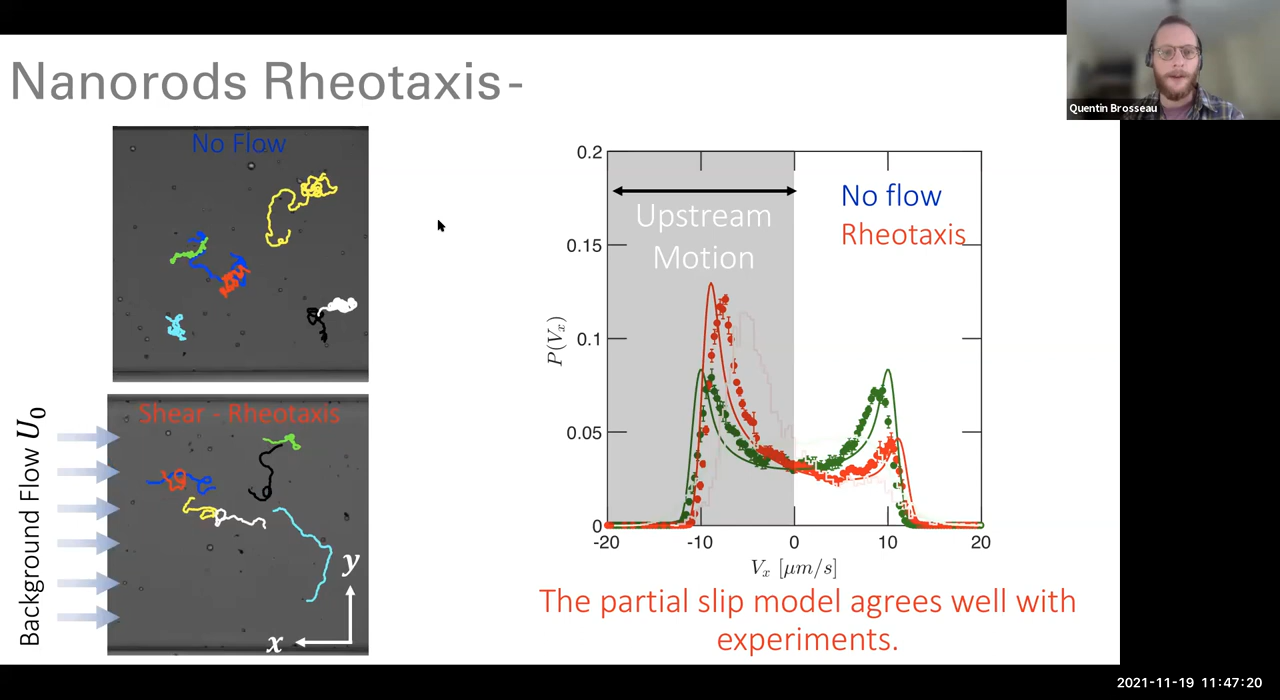 Nanorods Rheotaxis -
Quentin Brosseau
No Flow
Shear - Rheotaxis
Background Flow U₀
y
x
0.2
0.15
0.1
0.05
0
P(Vₓ)
Upstream
Motion
No flow
Rheotaxis
-20 -10 0 10 20
Vₓ [μm/s]
The partial slip model agrees well with
experiments.
2021-11-19 11:47:20